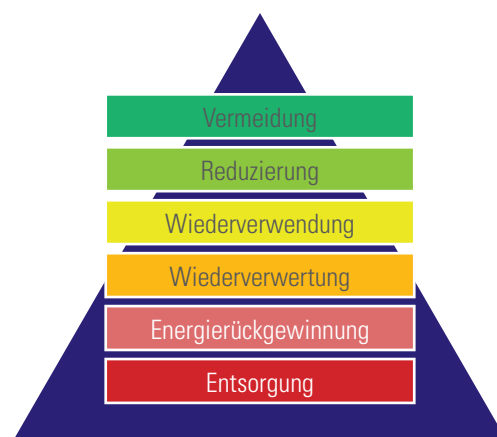 Vermeidung
Reduzierung
Wiederverwendung
Wiederverwertung
Energierückgewinnung
Entsorgung